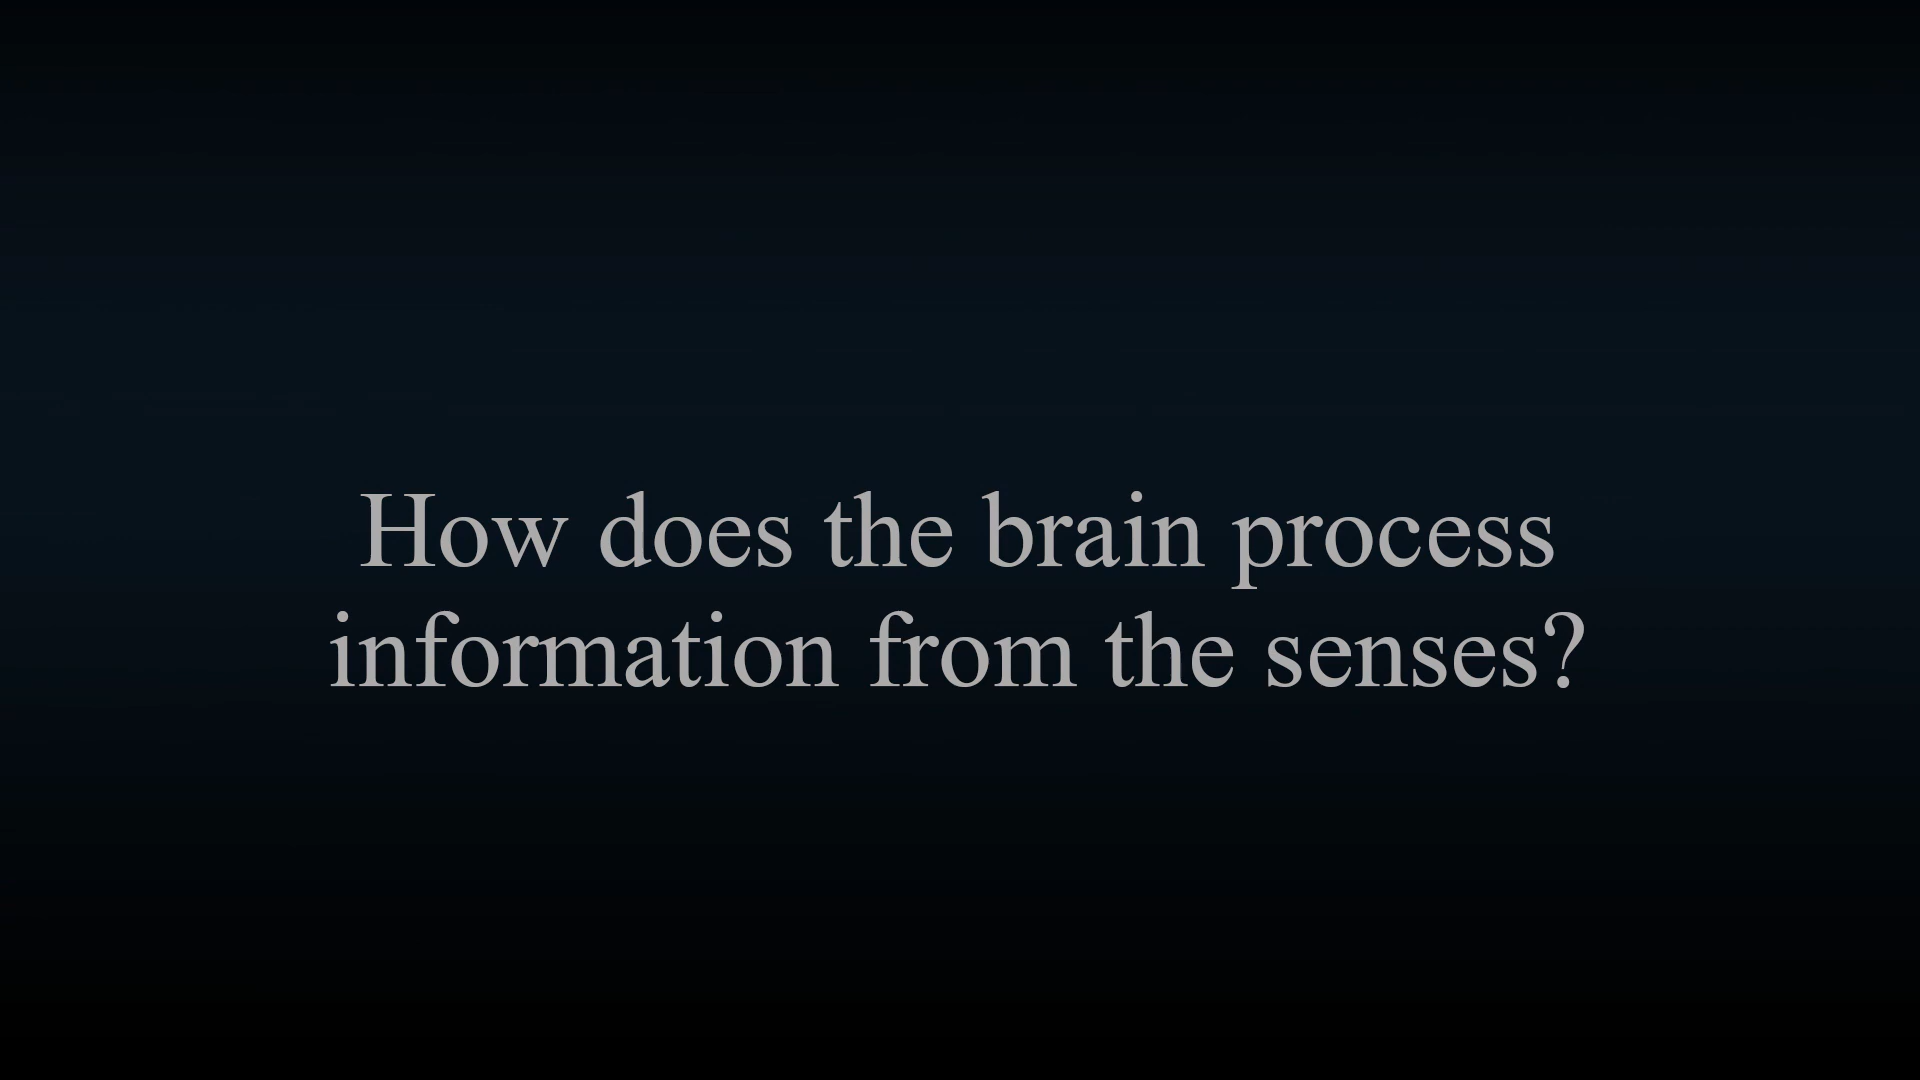 How does the brain process
information from the senses?